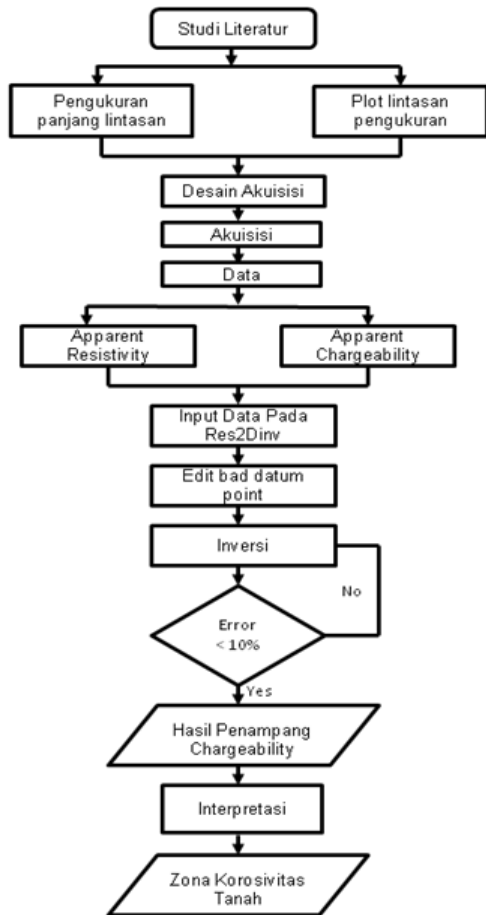 Studi Literatur
Pengukuran
panjang lintasan
Plot lintasan
pengukuran
Desain Akuisisi
Akuisisi
Data
Apparent
Resistivity
Apparent
Chargeability
Input Data Pada
Res2Dinv
Edit bad datum
point
Inversi
No
Error
< 10%
Yes
Hasil Penampang
Chargeability
Interpretasi
Zona Korosivitas
Tanah